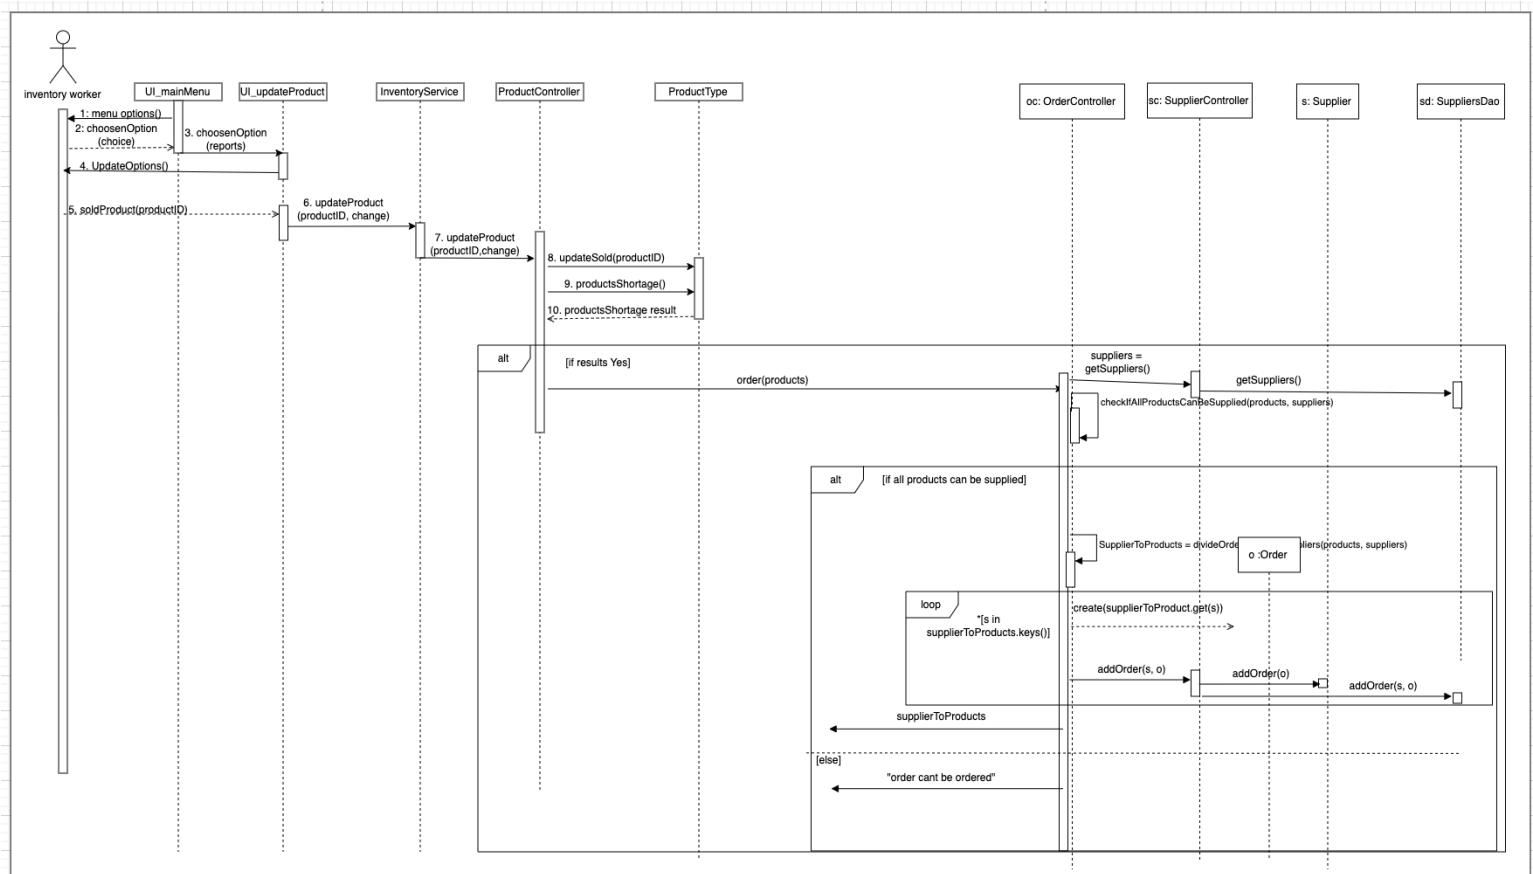 inventory worker
UI_mainMenu
UI_updateProduct
InventoryService
ProductController
ProductType
oc: OrderController
sc: SupplierController
s: Supplier
sd: SuppliersDao
1: menu options()
2: choosenOption
(choice)
3. choosenOption
(reports)
4. UpdateOptions()
5. soldProduct(productID)
6. updateProduct
(productID, change)
7. updateProduct
(productID,change)
8. updateSold(productID)
9. productsShortage()
10. productsShortage result
alt
[if results Yes]
order(products)
suppliers =
getSuppliers()
getSuppliers()
checkIfAllProductsCanBeSupplied(products, suppliers)
alt
[if all products can be supplied]
SupplierToProducts = divideOrde
pliers(products, suppliers)
o :Order
loop
*[s in
supplierToProducts.keys()]
create(supplierToProduct.get(s))
addOrder(s, o)
addOrder(o)
addOrder(s, o)
supplierToProducts
[else]
"order cant be ordered"